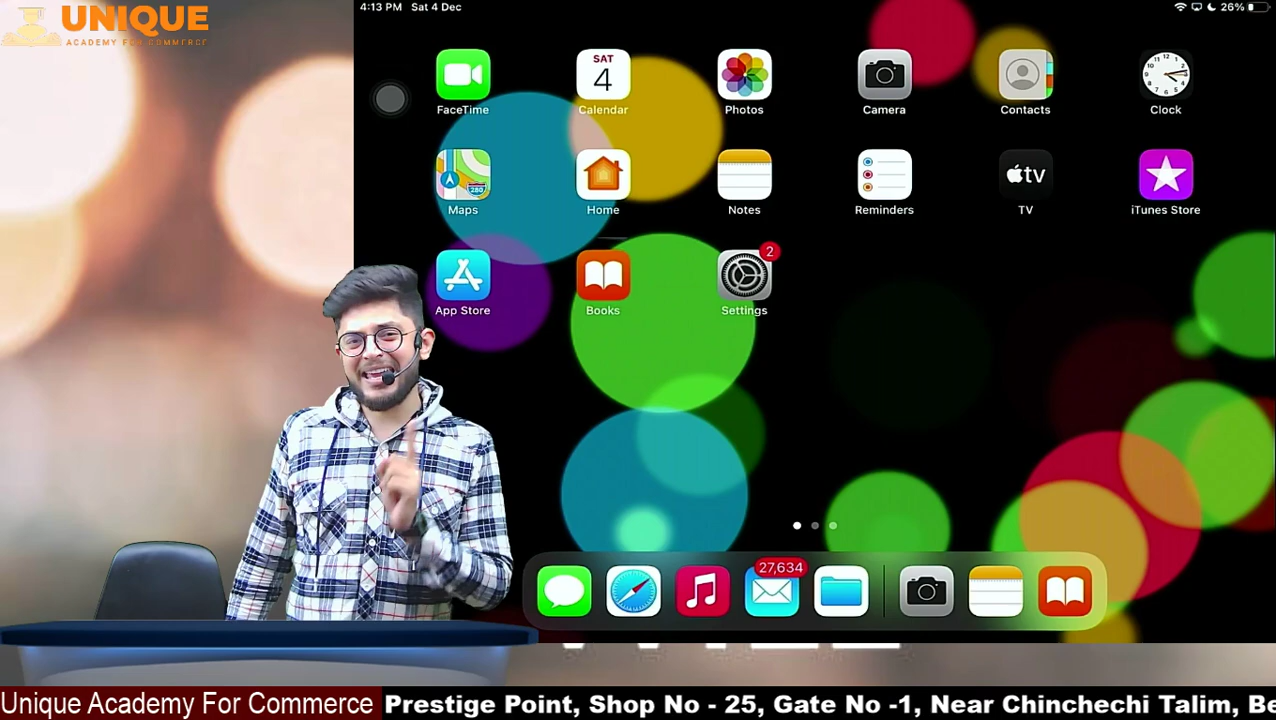 UNIQUE
ACADEMY FOR COMMERCE
4:13 PM Sat 4 Dec
26%
FaceTime
SAT
4
Calendar
Photos
Camera
Contacts
Clock
Maps
Home
Notes
Reminders
tv
TV
iTunes Store
App Store
Books
2
Settings
27,634
Unique Academy For Commerce
Prestige Point, Shop No - 25, Gate No -1, Near Chinchechi Talim, Be